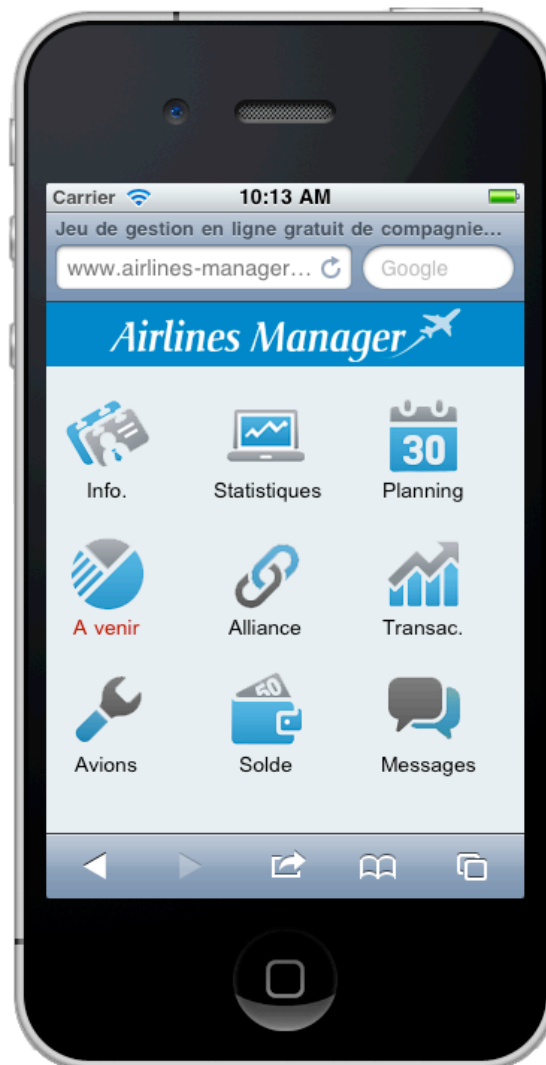 Carrier 10:13 AM
Jeu de gestion en ligne gratuit de compagnie...
www.airlines-manager... Google
Airlines Manager
30
Info. Statistiques Planning
A venir Alliance Transac.
50
Avions Solde Messages